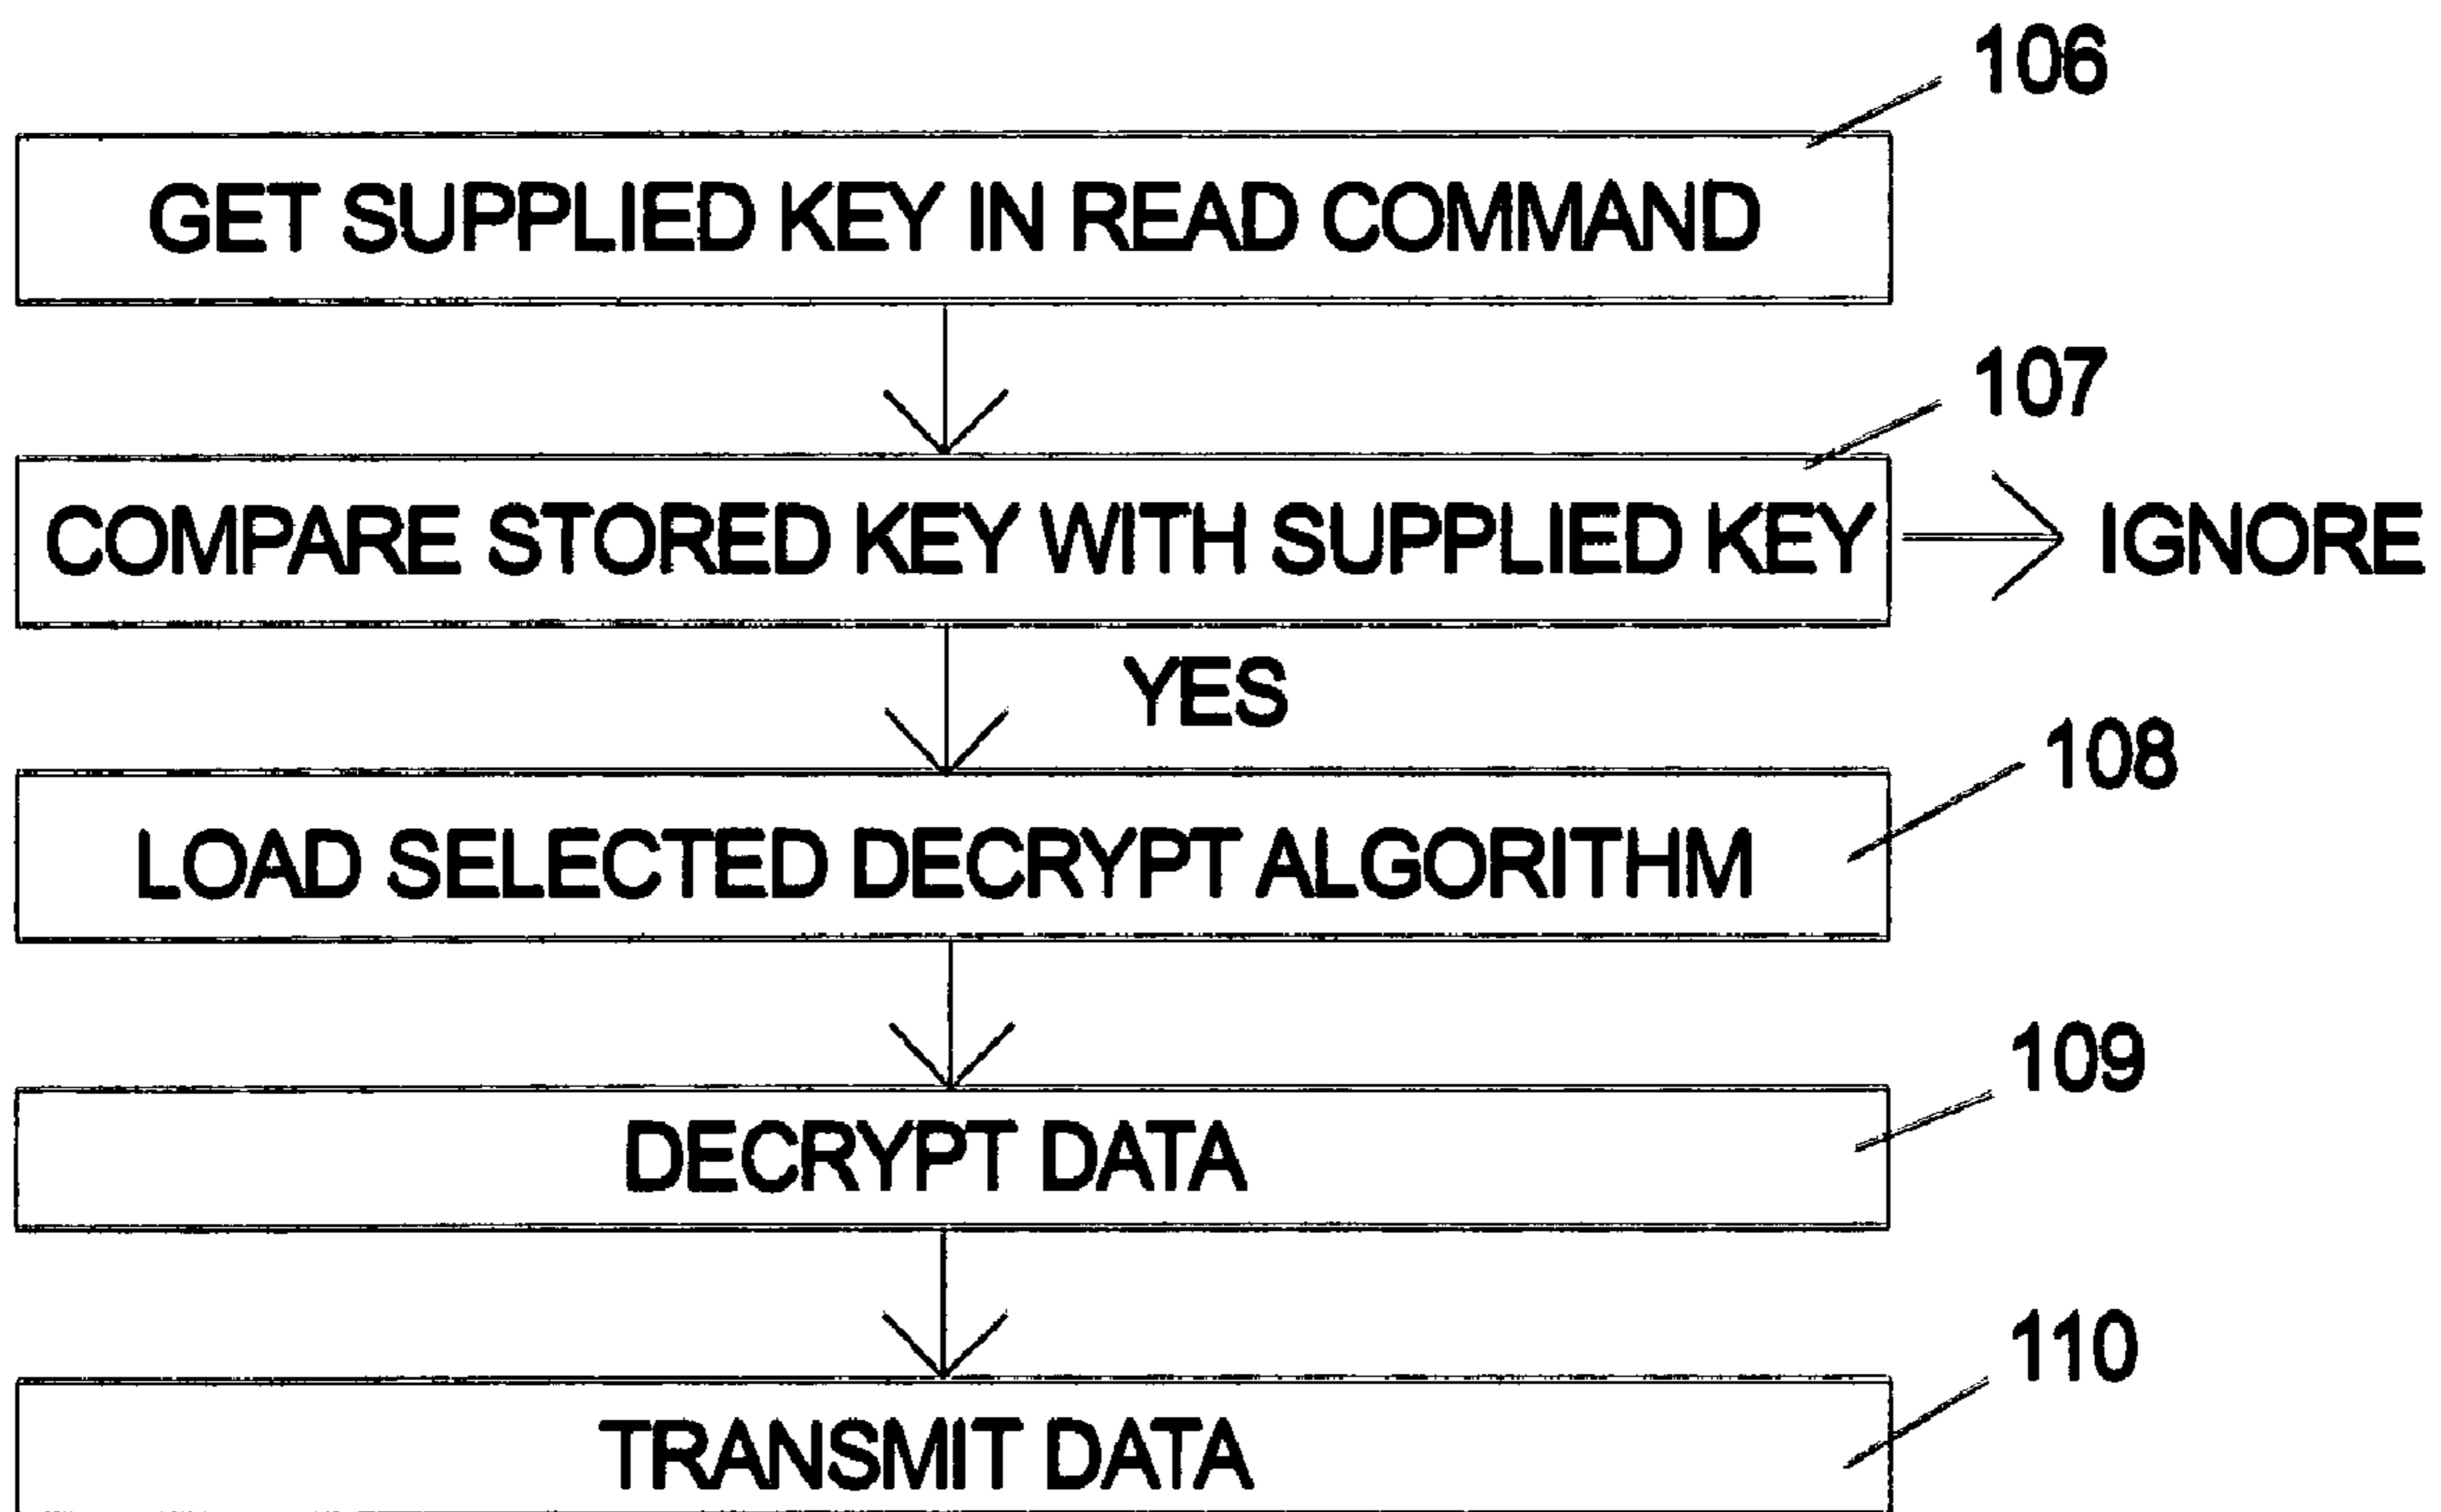 106
GET SUPPLIED KEY IN READ COMMAND
107
COMPARE STORED KEY WITH SUPPLIED KEY IGNORE
YES
108
LOAD SELECTED DECRYPT ALGORITHM
109
DECRYPT DATA
110
TRANSMIT DATA